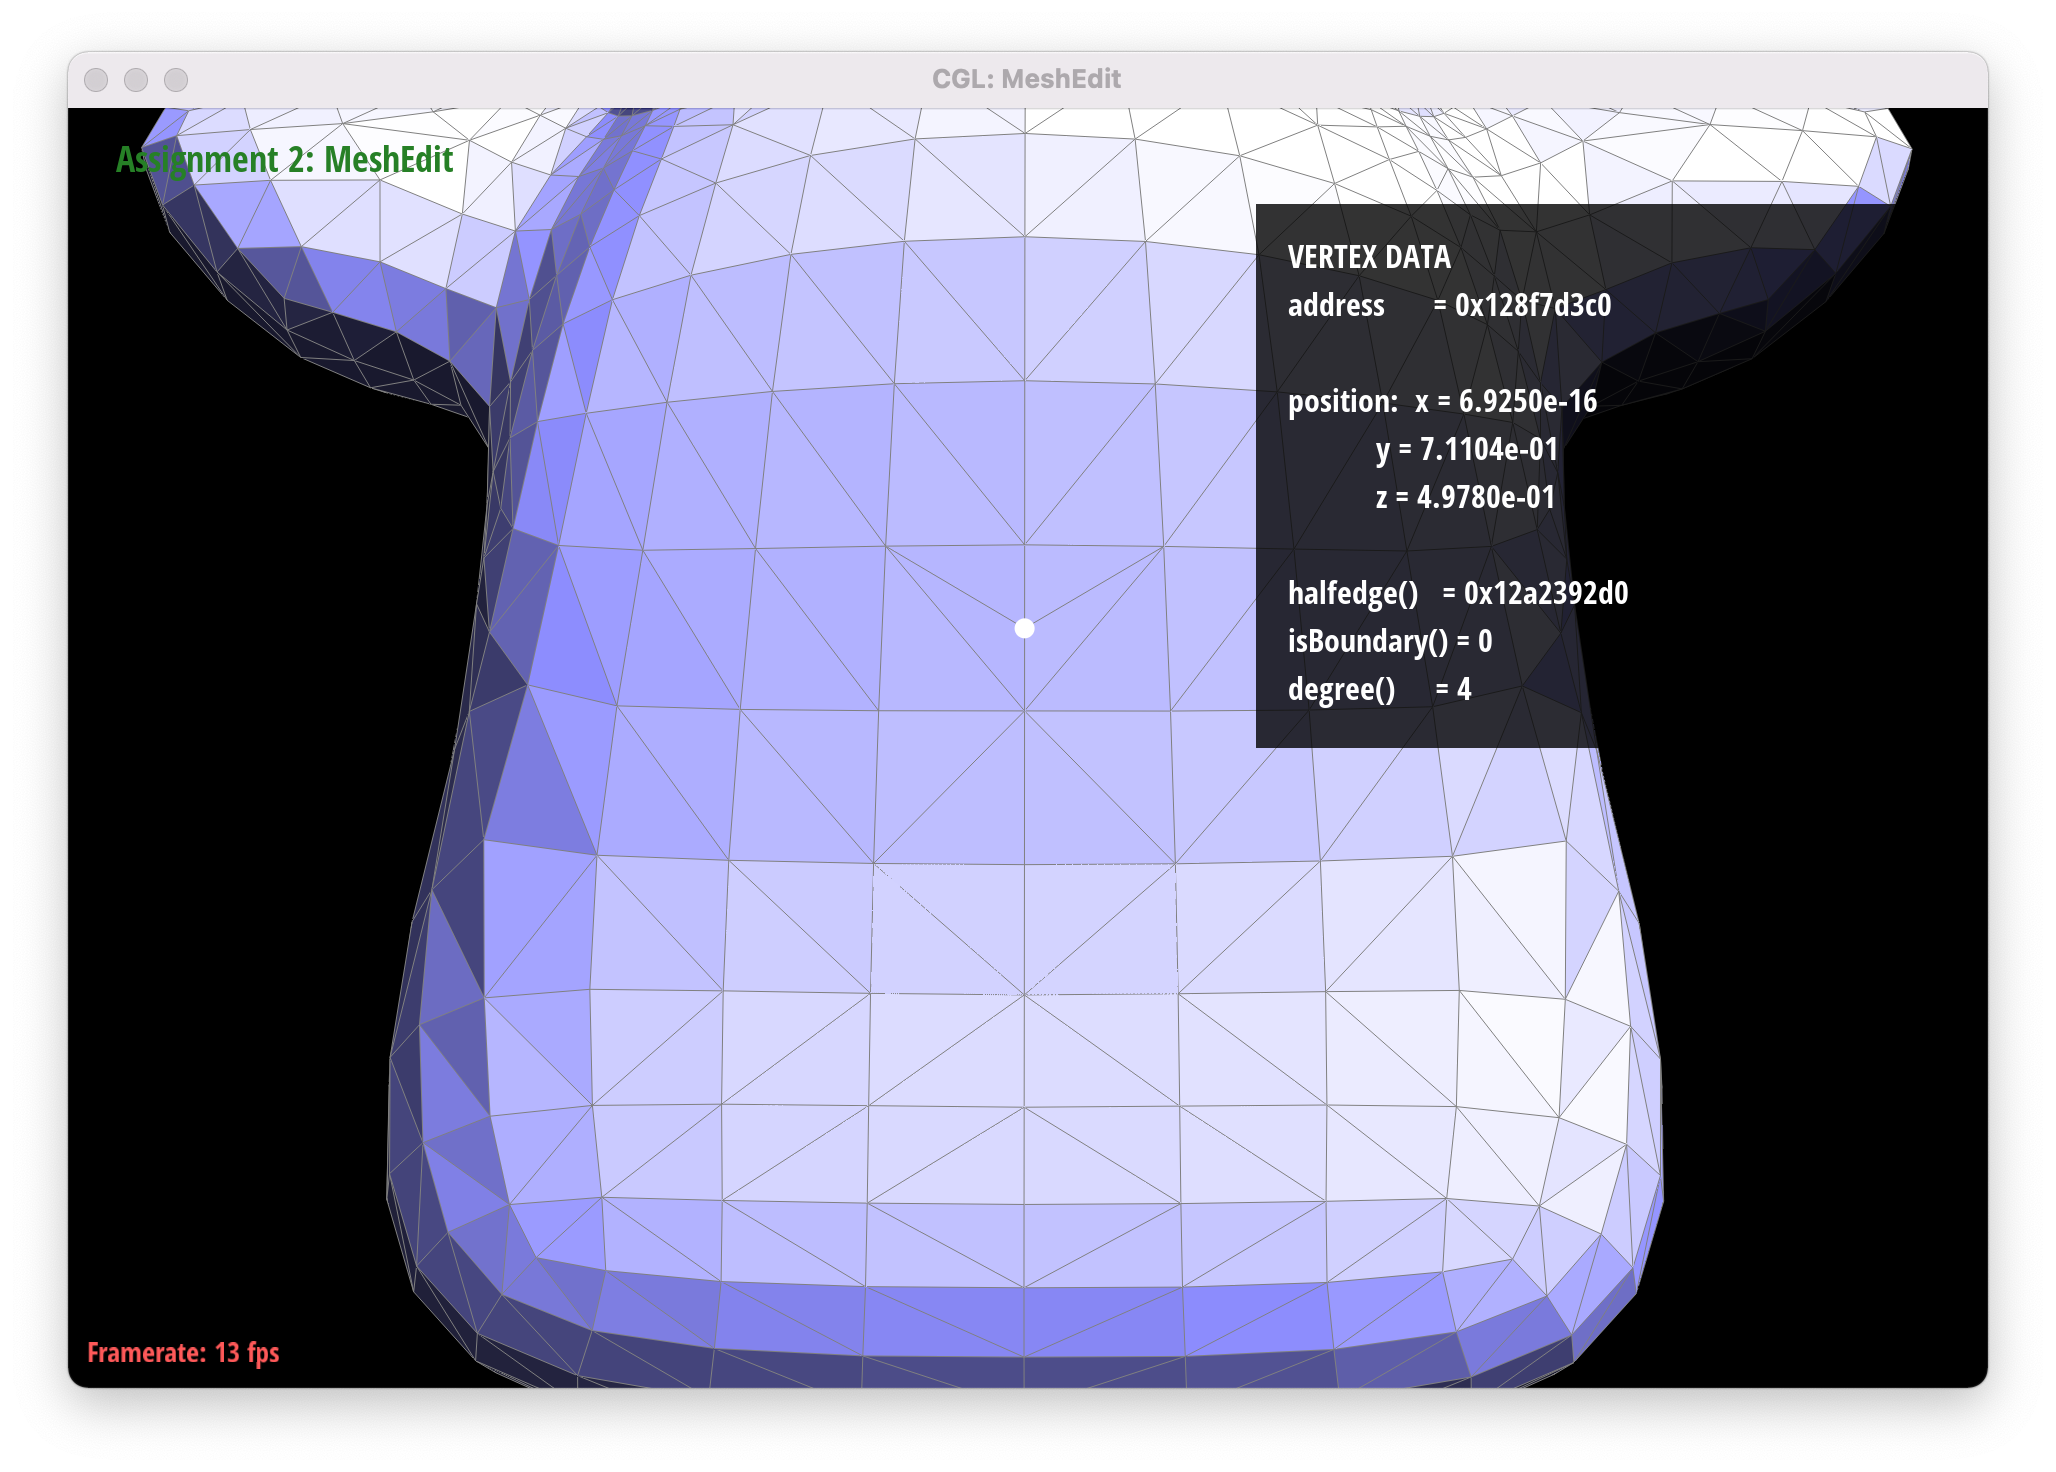 CGL: MeshEdit
Assignment 2: MeshEdit
VERTEX DATA
address = 0x128f7d3c0
position: x = 6.9250e-16
y = 7.1104e-01
z = 4.9780e-01
halfedge() = 0x12a2392d0
isBoundary() = 0
degree() = 4
Framerate: 13 fps